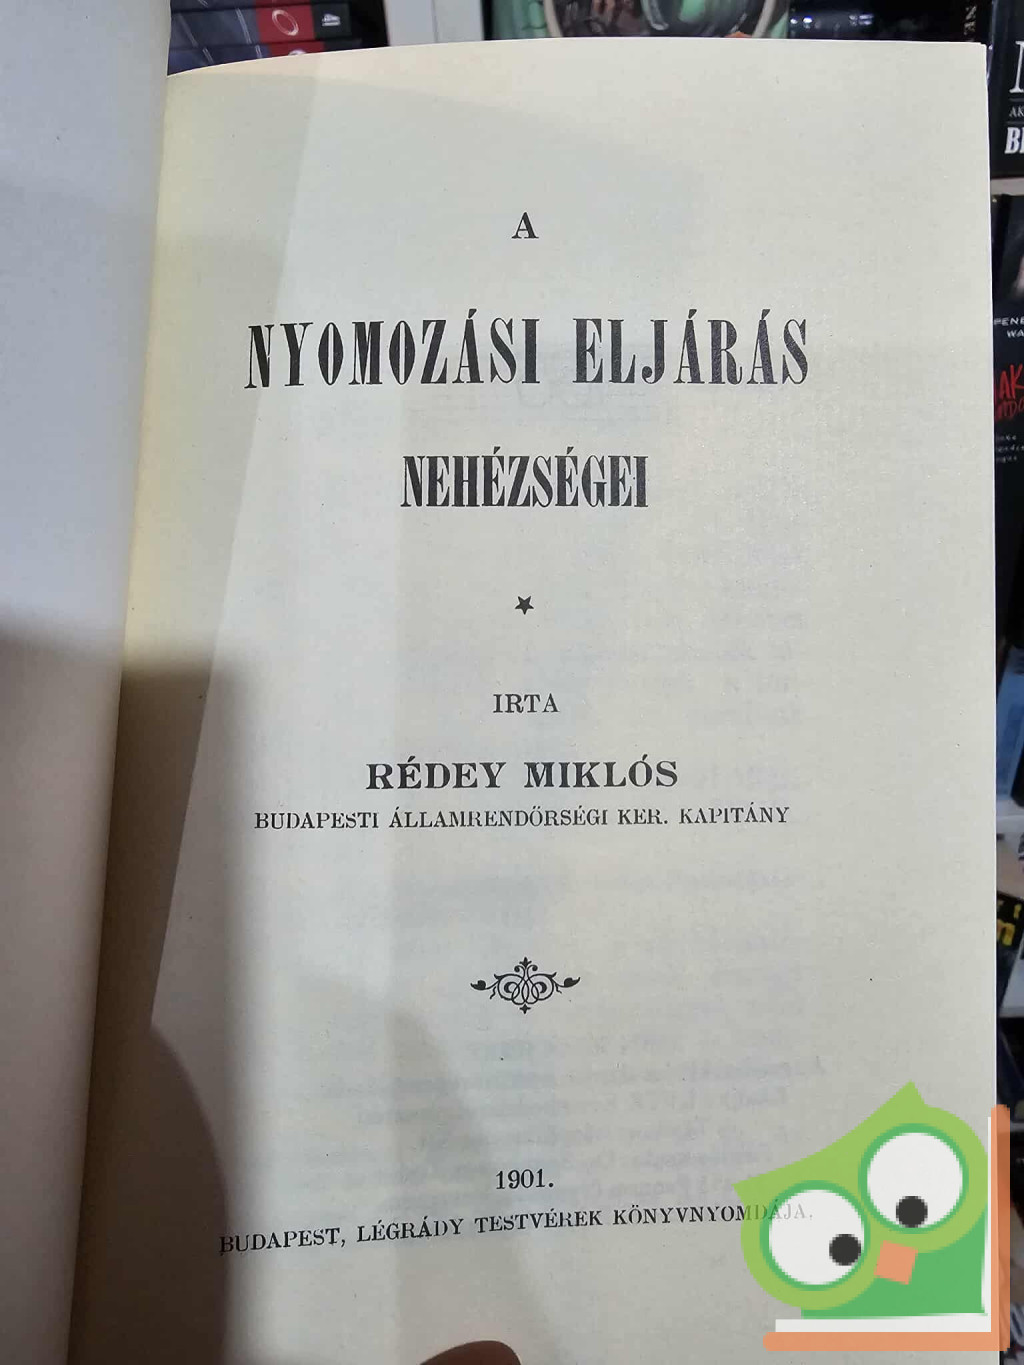 A
NYOMOZÁSI ELJÁRÁS
NEHÉZSÉGEI
IRTA
RÉDEY MIKLÓS
BUDAPESTI ÁLLAMRENDŐRSÉGI KER. KAPITÁNY
1901.
BUDAPEST, LÉGRÁDY TESTVÉREK KÖNYVNYOMDÁJA.